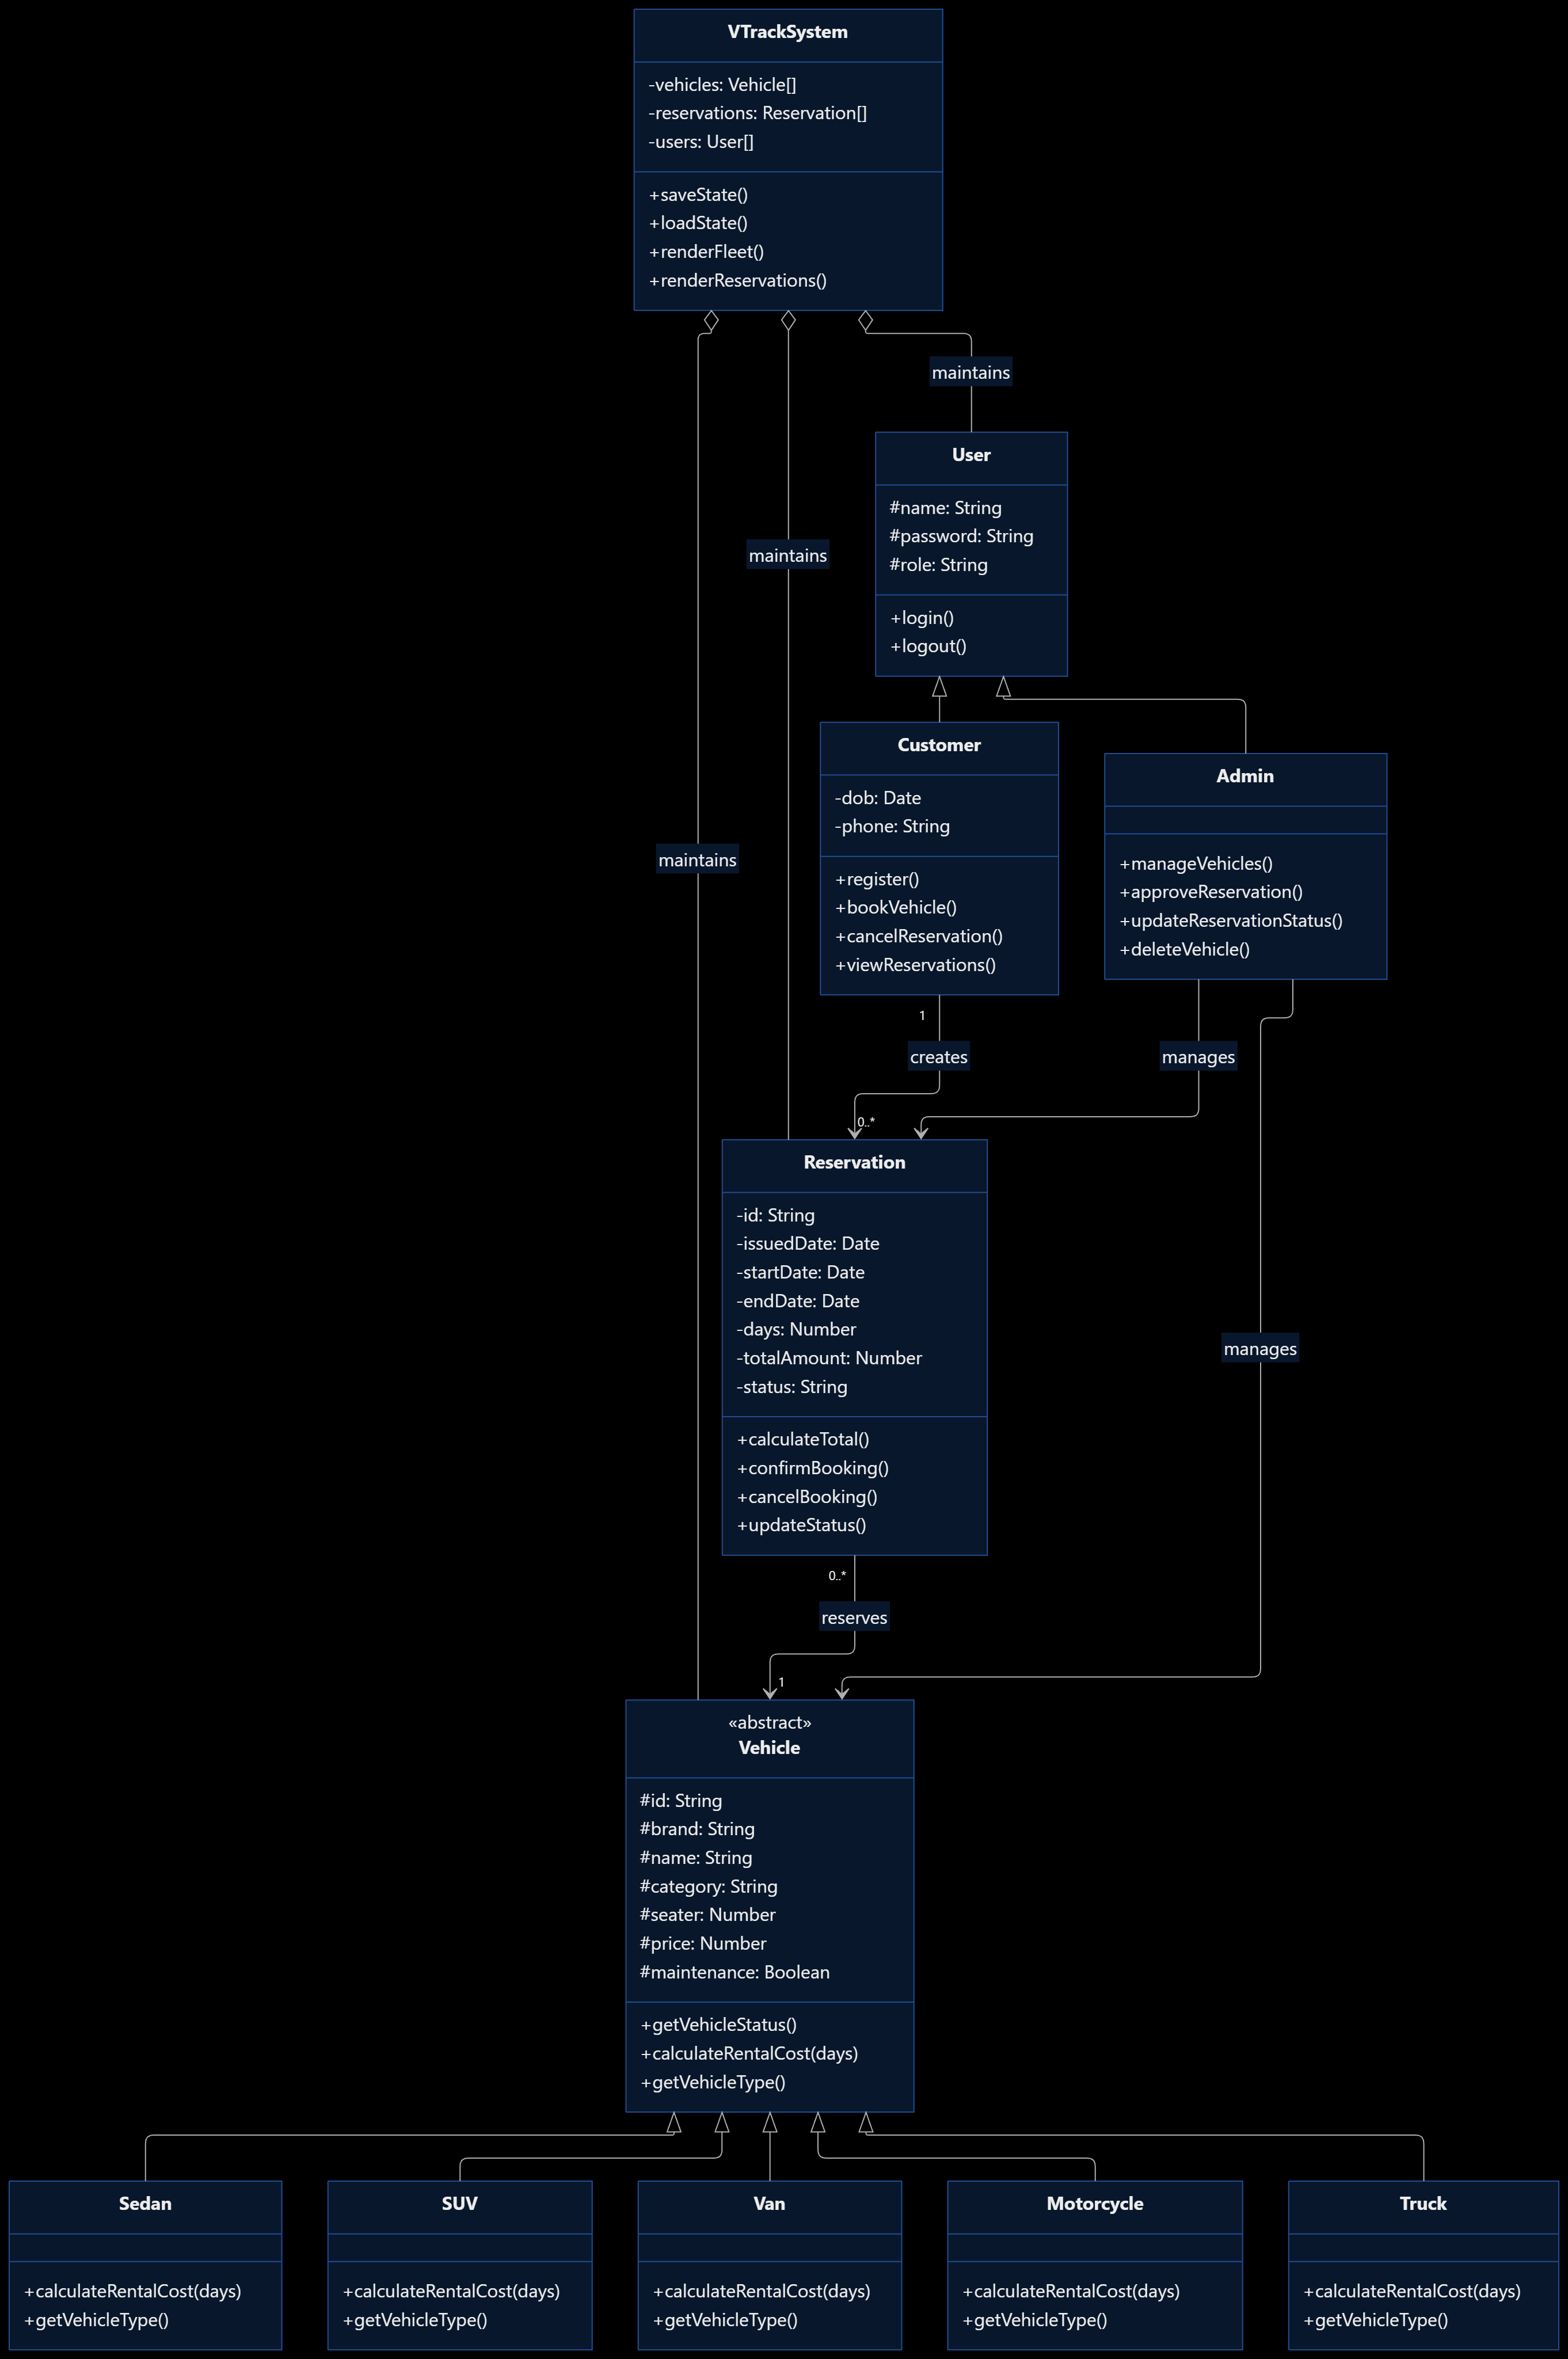 VTrackSystem
-vehicles: Vehicle[]
-reservations: Reservation[]
-users: User[]
+saveState()
+loadState()
+renderFleet()
+renderReservations()
maintains
User
#name: String
#password: String
#role: String
+login()
+logout()
maintains
Customer
-dob: Date
-phone: String
+register()
+bookVehicle()
+cancelReservation()
+viewReservations()
Admin
+manageVehicles()
+approveReservation()
+updateReservationStatus()
+deleteVehicle()
maintains
1
creates
0..*
manages
Reservation
-id: String
-issuedDate: Date
-startDate: Date
-endDate: Date
-days: Number
-totalAmount: Number
-status: String
+calculateTotal()
+confirmBooking()
+cancelBooking()
+updateStatus()
manages
0..*
reserves
1
«abstract»
Vehicle
#id: String
#brand: String
#name: String
#category: String
#seater: Number
#price: Number
#maintenance: Boolean
+getVehicleStatus()
+calculateRentalCost(days)
+getVehicleType()
Sedan
+calculateRentalCost(days)
+getVehicleType()
SUV
+calculateRentalCost(days)
+getVehicleType()
Van
+calculateRentalCost(days)
+getVehicleType()
Motorcycle
+calculateRentalCost(days)
+getVehicleType()
Truck
+calculateRentalCost(days)
+getVehicleType()